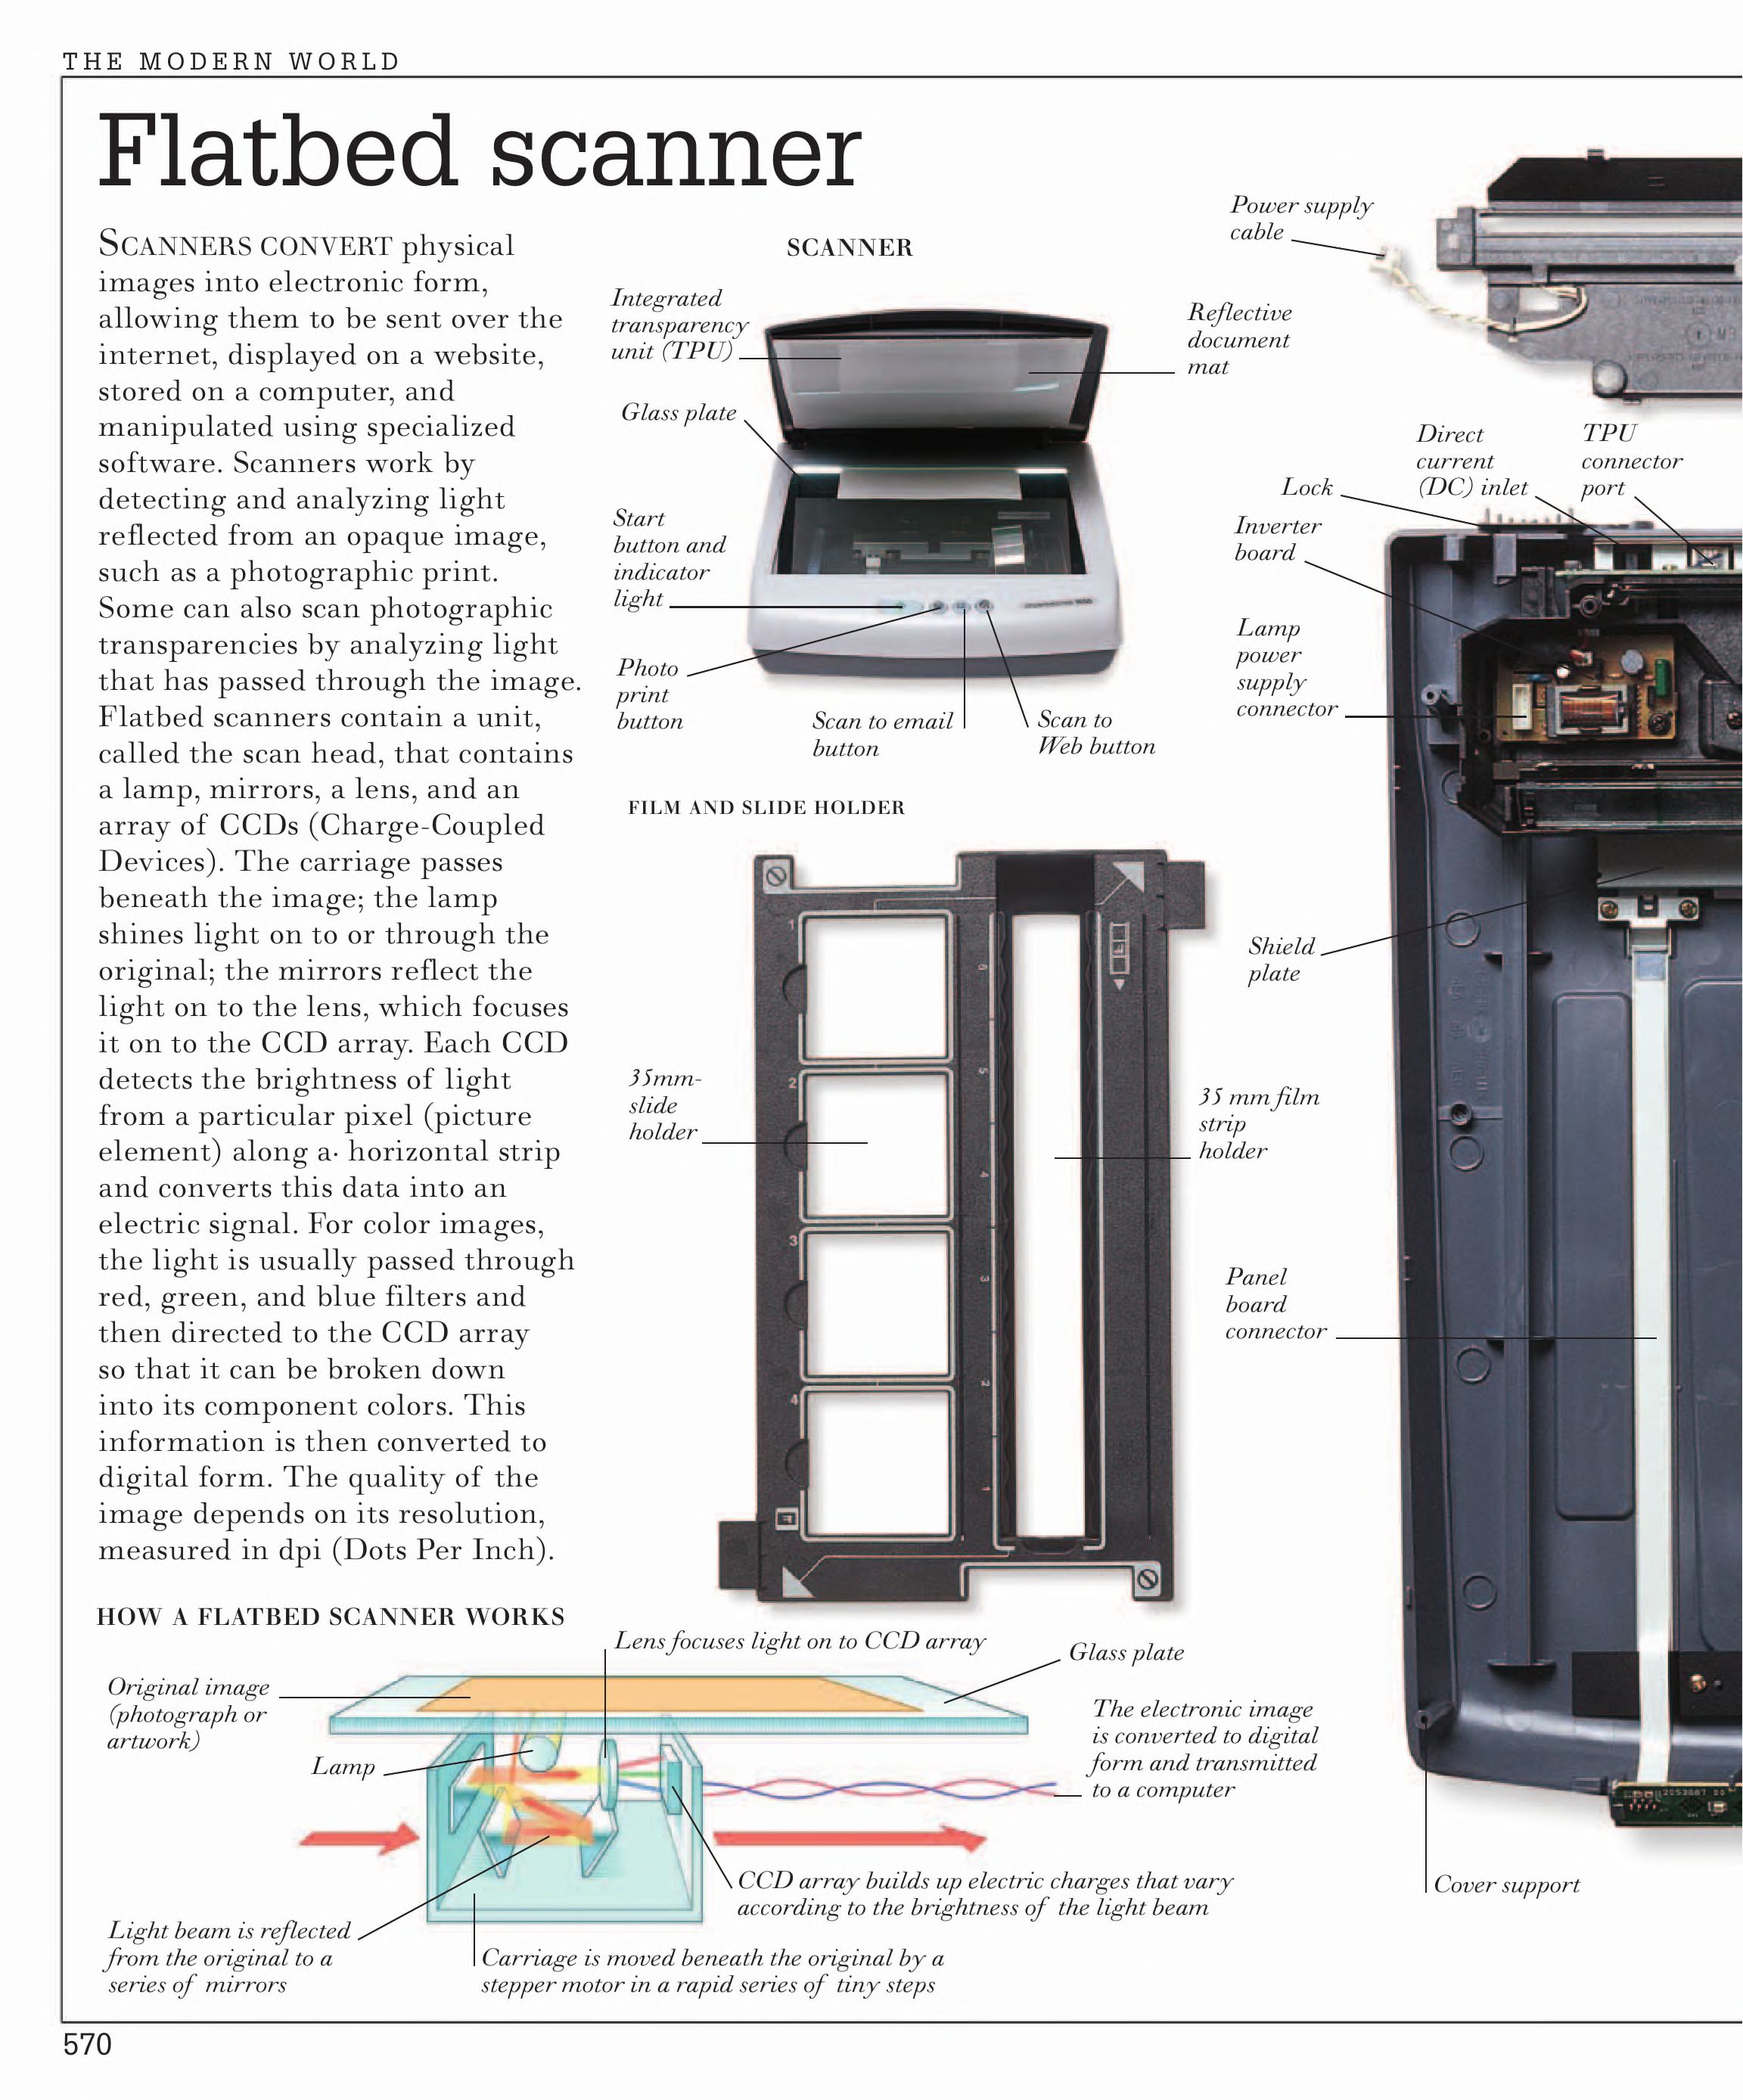 THE MODERN WORLD
Flatbed scanner
SCANNERS CONVERT physical
images into electronic form,
allowing them to be sent over the
internet, displayed on a website,
stored on a computer, and
manipulated using specialized
software. Scanners work by
detecting and analyzing light
reflected from an opaque image,
such as a photographic print.
Some can also scan photographic
transparencies by analyzing light
that has passed through the image.
Flatbed scanners contain a unit,
called the scan head, that contains
a lamp, mirrors, a lens, and an
array of CCDs (Charge-Coupled
Devices). The carriage passes
beneath the image; the lamp
shines light on to or through the
original; the mirrors reflect the
light on to the lens, which focuses
it on to the CCD array. Each CCD
detects the brightness of light
from a particular pixel (picture
element) along a· horizontal strip
and converts this data into an
electric signal. For color images,
the light is usually passed through
red, green, and blue filters and
then directed to the CCD array
so that it can be broken down
into its component colors. This
information is then converted to
digital form. The quality of the
image depends on its resolution,
measured in dpi (Dots Per Inch).
SCANNER
Integrated
transparency
unit (TPU)
Glass plate
Start
button and
indicator
light
Photo
print
button
Scan to email
button
Scan to
Web button
Reflective
document
mat
FILM AND SLIDE HOLDER
35mm-
slide
holder
35 mm film
strip
holder
1
2
3
4
6
5
4
3
2
1
Power supply
cable
Direct
current
(DC) inlet
TPU
connector
port
Lock
Inverter
board
Lamp
power
supply
connector
Shield
plate
Panel
board
connector
Cover support
HOW A FLATBED SCANNER WORKS
Lens focuses light on to CCD array
Glass plate
Original image
(photograph or
artwork)
Lamp
The electronic image
is converted to digital
form and transmitted
to a computer
CCD array builds up electric charges that vary
according to the brightness of the light beam
Light beam is reflected
from the original to a
series of mirrors
Carriage is moved beneath the original by a
stepper motor in a rapid series of tiny steps
570